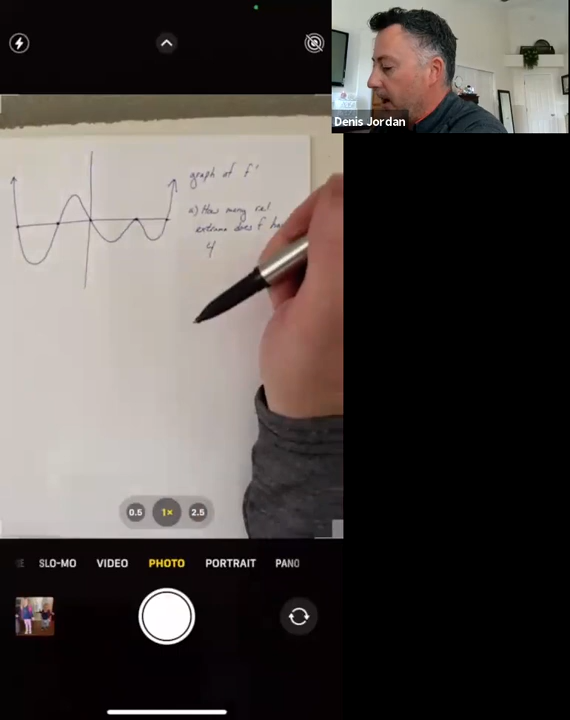 Denis Jordan
graph of f'
a) How many rel
extrema does f ha
4
0.5 1× 2.5
SLO-MO VIDEO PHOTO PORTRAIT PANO